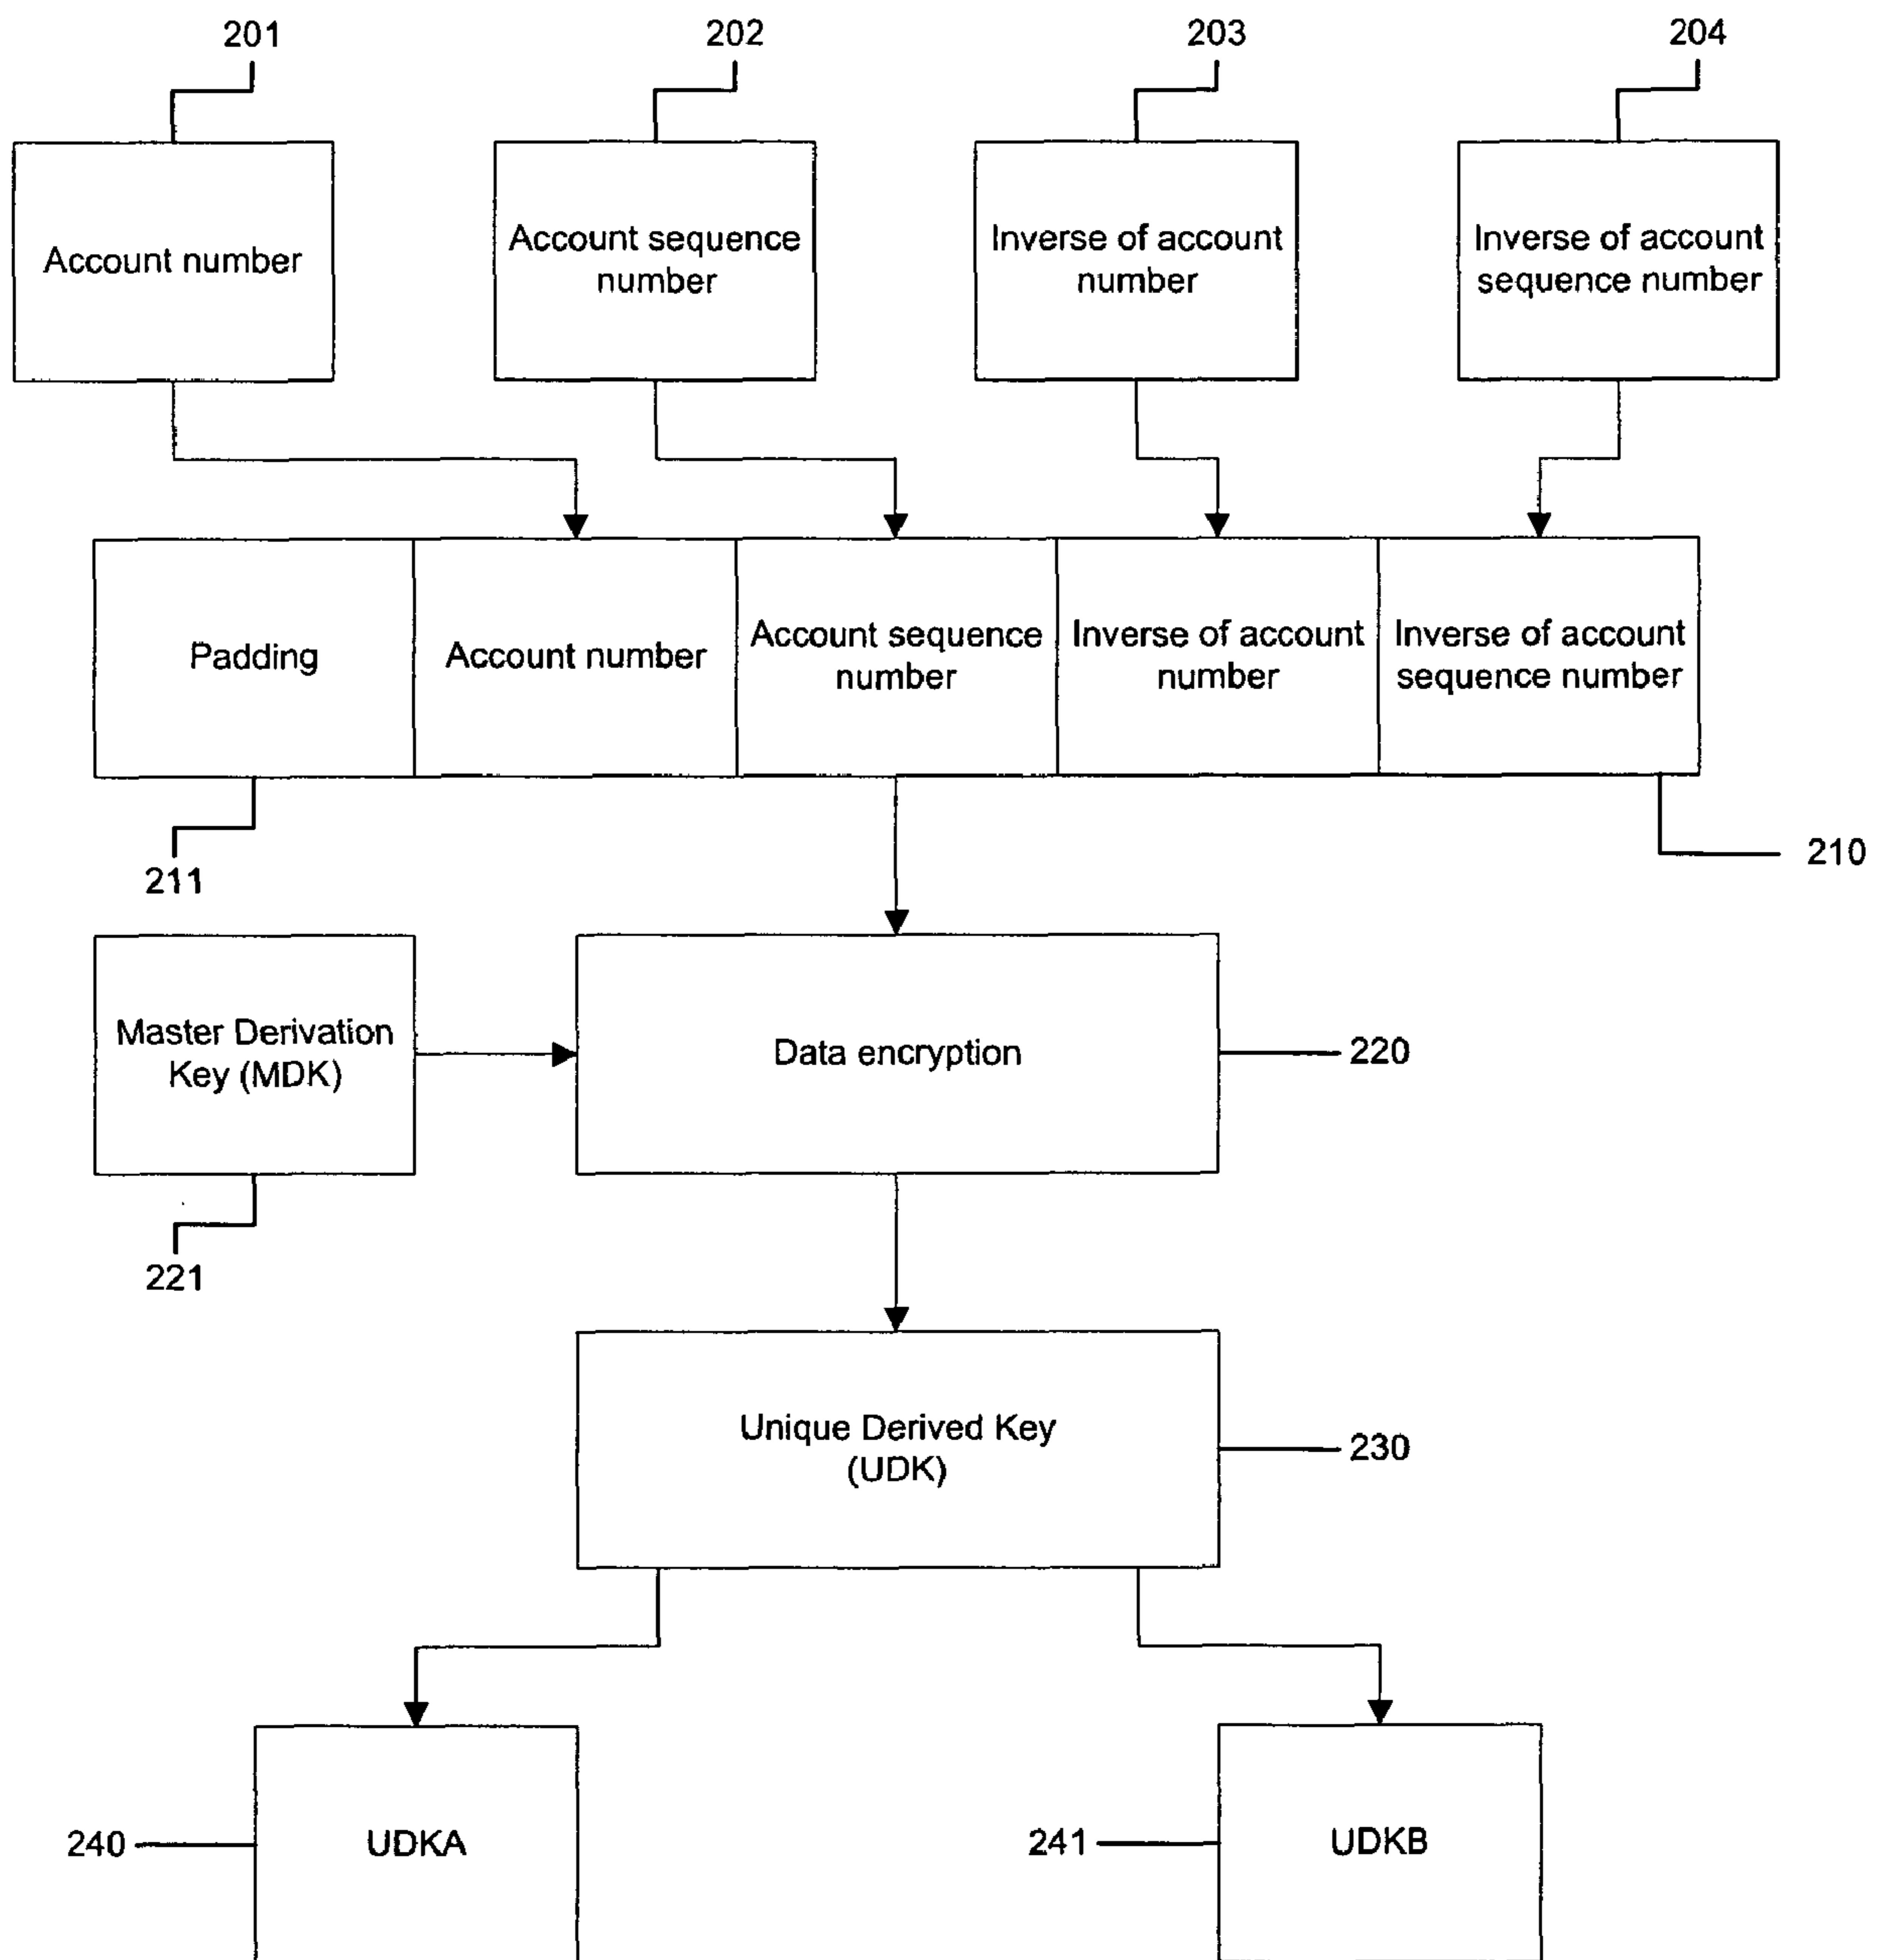 201
202
203
204
Account number
Account sequence
number
Inverse of account
number
Inverse of account
sequence number
Padding
Account number
Account sequence
number
Inverse of account
number
Inverse of account
sequence number
211
210
Master Derivation
Key (MDK)
Data encryption
220
221
Unique Derived Key
(UDK)
230
240
UDKA
241
UDKB